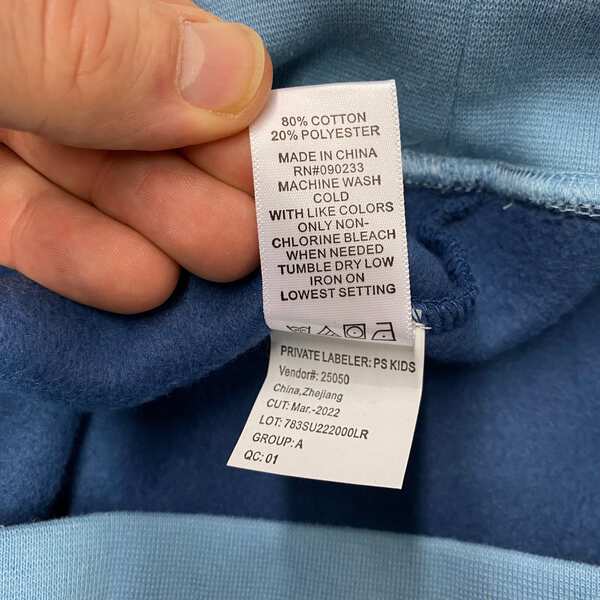 80% COTTON
20% POLYESTER
MADE IN CHINA
RN#090233
MACHINE WASH
COLD
WITH LIKE COLORS
ONLY NON-
CHLORINE BLEACH
WHEN NEEDED
TUMBLE DRY LOW
IRON ON
LOWEST SETTING
PRIVATE LABELER: PS KIDS
Vendor#: 25050
China,Zhejiang
CUT: Mar.-2022
LOT: 783SU222000LR
GROUP: A
QC: 01